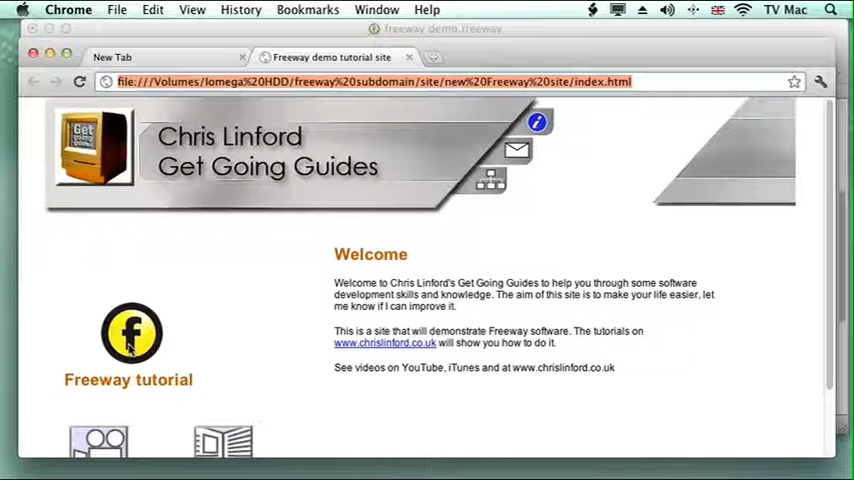 Chrome File Edit View History Bookmarks Window Help TV Mac
freeway demo.freeway
New Tab
Freeway demo tutorial site
file:///Volumes/Iomega%20HDD/freeway%20subdomain/site/new%20Freeway%20site/index.html
Get
going
guides
Chris Linford
Get Going Guides
Welcome
Welcome to Chris Linford's Get Going Guides to help you through some software
development skills and knowledge. The aim of this site is to make your life easier, let
me know if I can improve it.
This is a site that will demonstrate Freeway software. The tutorials on
www.chrislinford.co.uk will show you how to do it.
See videos on YouTube, iTunes and at www.chrislinford.co.uk
f
Freeway tutorial